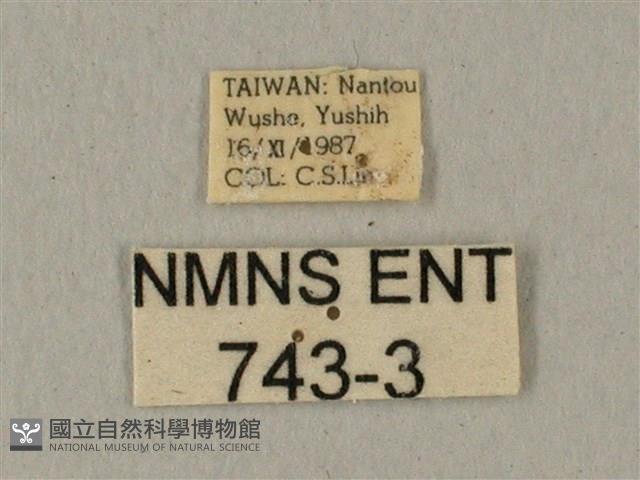 TAIWAN: Nantou
Wushe, Yushih
16/XI/1987
COL: C.S.Lin
NMNS ENT
743-3
國立自然科學博物館
NATIONAL MUSEUM OF NATURAL SCIENCE